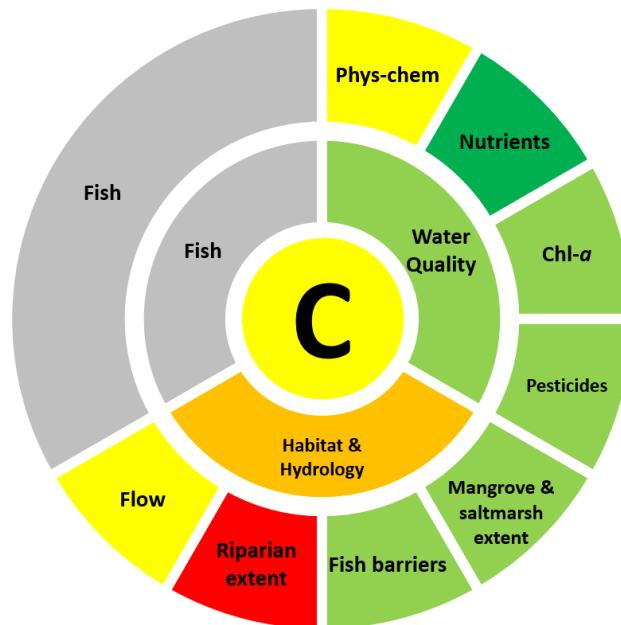 Phys-chem
Nutrients
Chl-a
Pesticides
Mangrove &
saltmarsh
extent
Fish barriers
Riparian
extent
Flow
Fish
Fish
Water
Quality
Habitat &
Hydrology
C